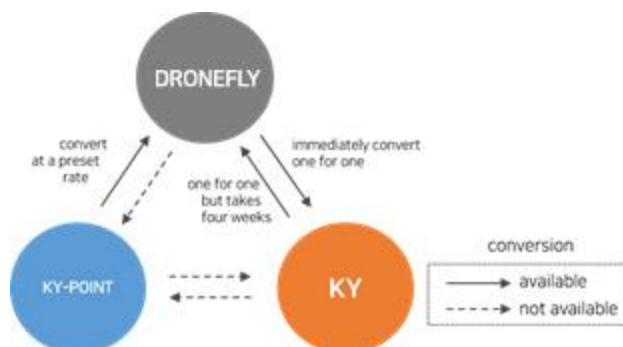 DRONEFLY
convert
at a preset
rate
immediately convert
one for one
one for one
but takes
four weeks
KY-POINT
KY
conversion
available
not available